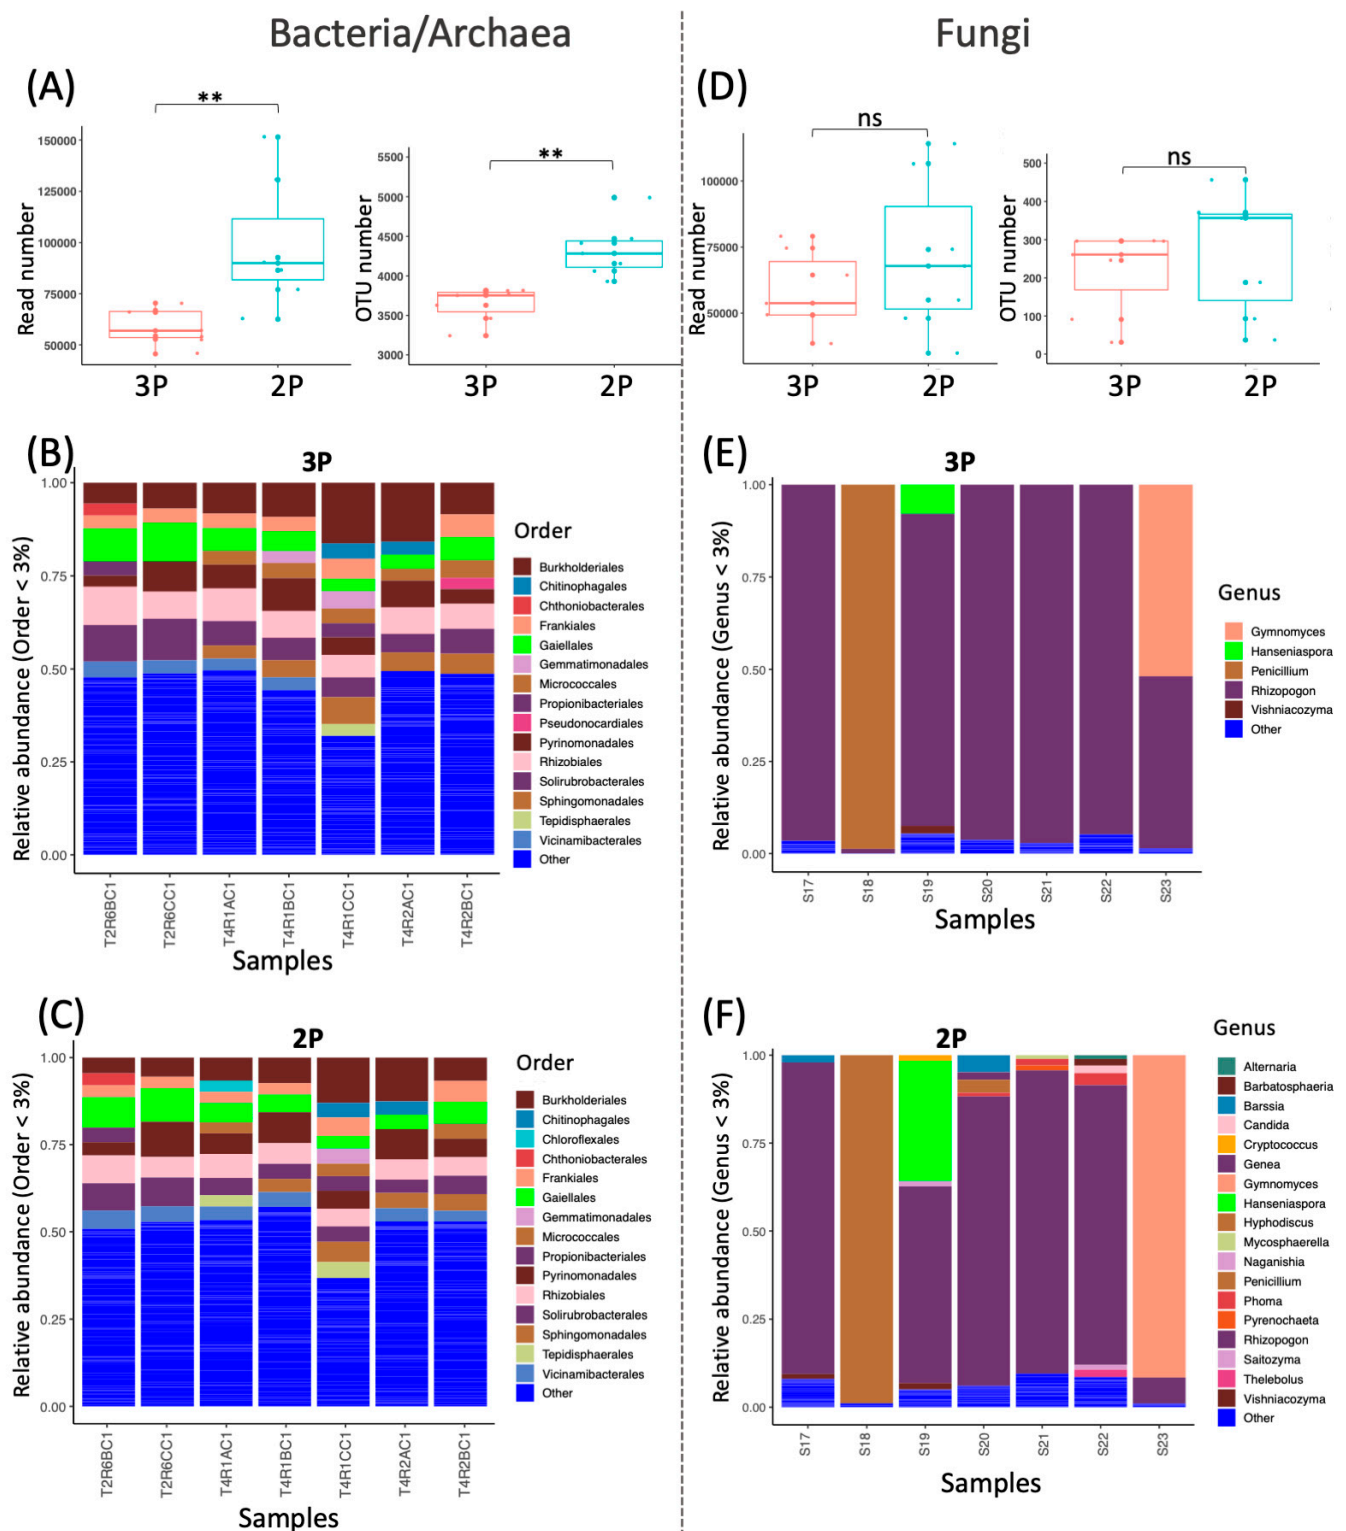 Bacteria/Archaea
Fungi
(A)
**
Read number
150000
125000
100000
75000
50000
3P
2P
**
OTU number
5500
5000
4500
4000
3500
3000
3P
2P
(D)
ns
Read number
100000
75000
50000
3P
2P
ns
OTU number
500
400
300
200
100
0
3P
2P
(B)
3P
Relative abundance (Order < 3%)
1.00
0.75
0.50
0.25
0.00
T2R6BC1
T2R6CC1
T4R1AC1
T4R1BC1
T4R1CC1
T4R2AC1
T4R2BC1
Samples
Order
Burkholderiales
Chitinophagales
Chthoniobacterales
Frankiales
Gaiellales
Gemmatimonadales
Micrococcales
Propionibacteriales
Pseudonocardiales
Pyrinomonadales
Rhizobiales
Solirubrobacterales
Sphingomonadales
Tepidisphaerales
Vicinamibacterales
Other
(E)
3P
Relative abundance (Genus < 3%)
1.00
0.75
0.50
0.25
0.00
S17
S18
S19
S20
S21
S22
S23
Samples
Genus
Gymnomyces
Hanseniaspora
Penicillium
Rhizopogon
Vishniacozyma
Other
(C)
2P
Relative abundance (Order < 3%)
1.00
0.75
0.50
0.25
0.00
T2R6BC1
T2R6CC1
T4R1AC1
T4R1BC1
T4R1CC1
T4R2AC1
T4R2BC1
Samples
Order
Burkholderiales
Chitinophagales
Chloroflexales
Chthoniobacterales
Frankiales
Gaiellales
Gemmatimonadales
Micrococcales
Propionibacteriales
Pyrinomonadales
Rhizobiales
Solirubrobacterales
Sphingomonadales
Tepidisphaerales
Vicinamibacterales
Other
(F)
2P
Relative abundance (Genus < 3%)
1.00
0.75
0.50
0.25
0.00
S17
S18
S19
S20
S21
S22
S23
Samples
Genus
Alternaria
Barbatosphaeria
Barssia
Candida
Cryptococcus
Genea
Gymnomyces
Hanseniaspora
Hyphodiscus
Mycosphaerella
Naganishia
Penicillium
Phoma
Pyrenochaeta
Rhizopogon
Saitozyma
Thelebolus
Vishniacozyma
Other